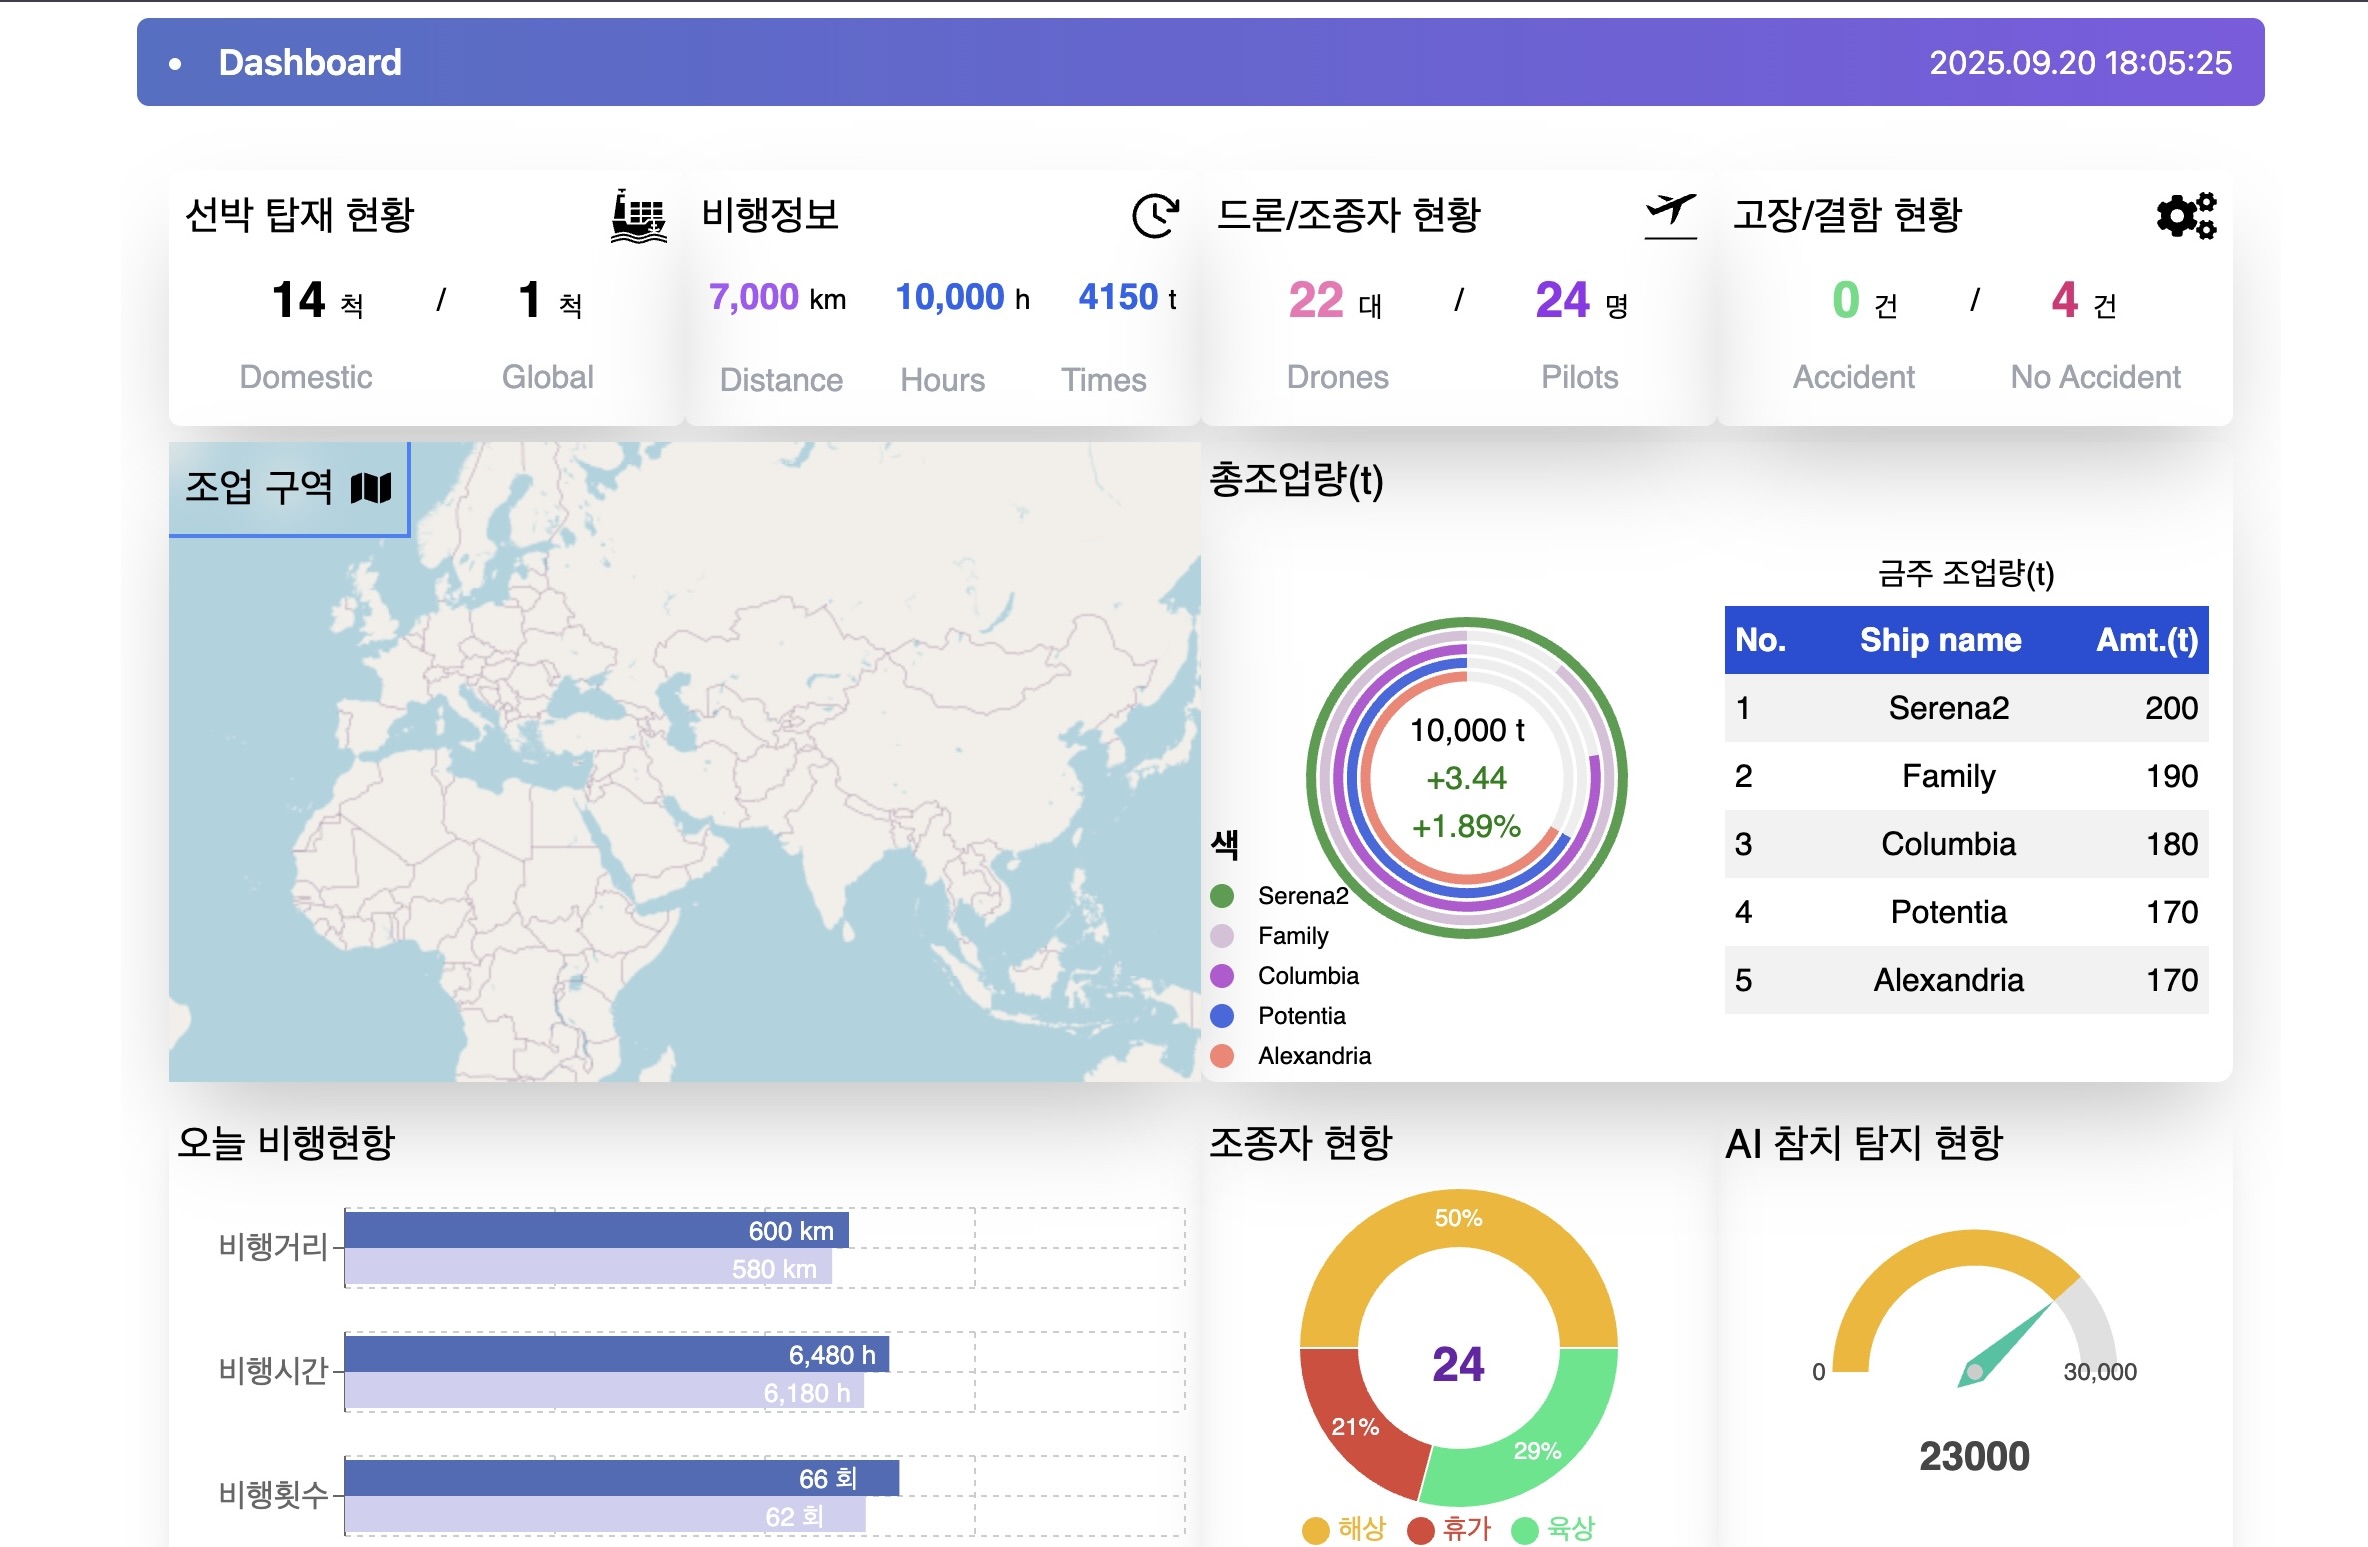 Dashboard
2025.09.20 18:05:25
선박 탑재 현황
14 척 / 1 척
Domestic Global
비행정보
7,000 km 10,000 h 4150 t
Distance Hours Times
드론/조종자 현황
22 대 / 24 명
Drones Pilots
고장/결함 현황
0 건 / 4 건
Accident No Accident
조업 구역
총조업량(t)
10,000 t
+3.44
+1.89%
색
Serena2
Family
Columbia
Potentia
Alexandria
금주 조업량(t)
No. Ship name Amt.(t)
1 Serena2 200
2 Family 190
3 Columbia 180
4 Potentia 170
5 Alexandria 170
오늘 비행현항
비행거리
600 km
580 km
비행시간
6,480 h
6,180 h
비행횟수
66 회
62 회
조종자 현항
50%
24
21%
29%
해상 휴가 육상
AI 참치 탐지 현항
0 30,000
23000